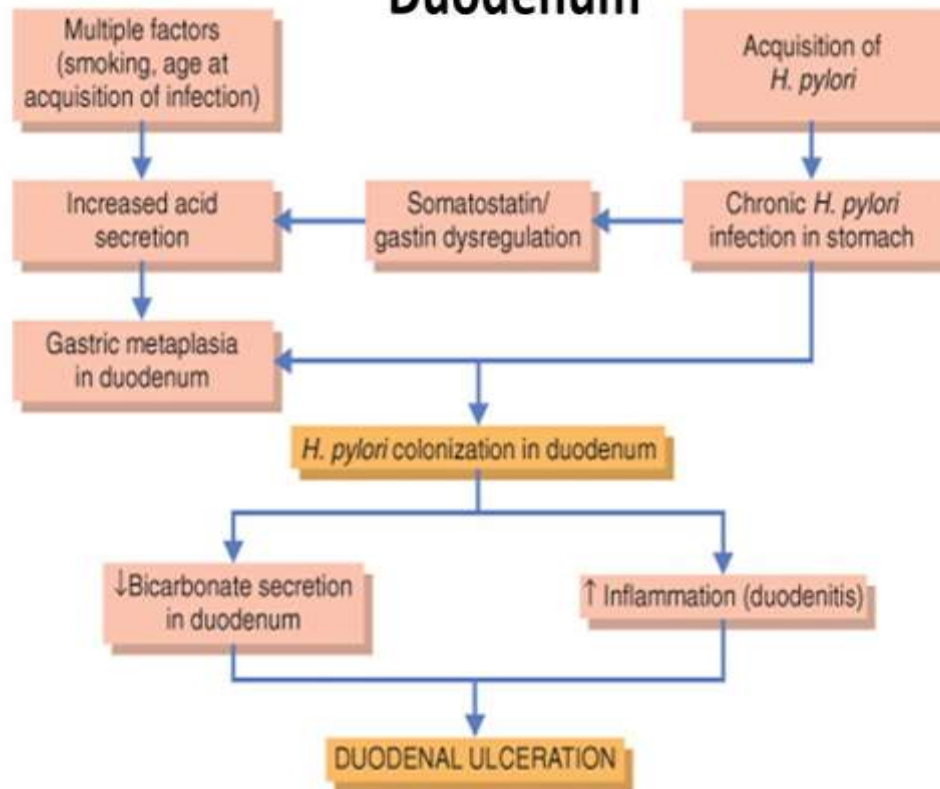 Duodenum
Multiple factors
(smoking, age at
acquisition of infection)
Acquisition of
H. pylori
Increased acid
secretion
Somatostatin/
gastin dysregulation
Chronic H. pylori
infection in stomach
Gastric metaplasia
in duodenum
H. pylori colonization in duodenum
↓Bicarbonate secretion
in duodenum
↑ Inflammation (duodenitis)
DUODENAL ULCERATION